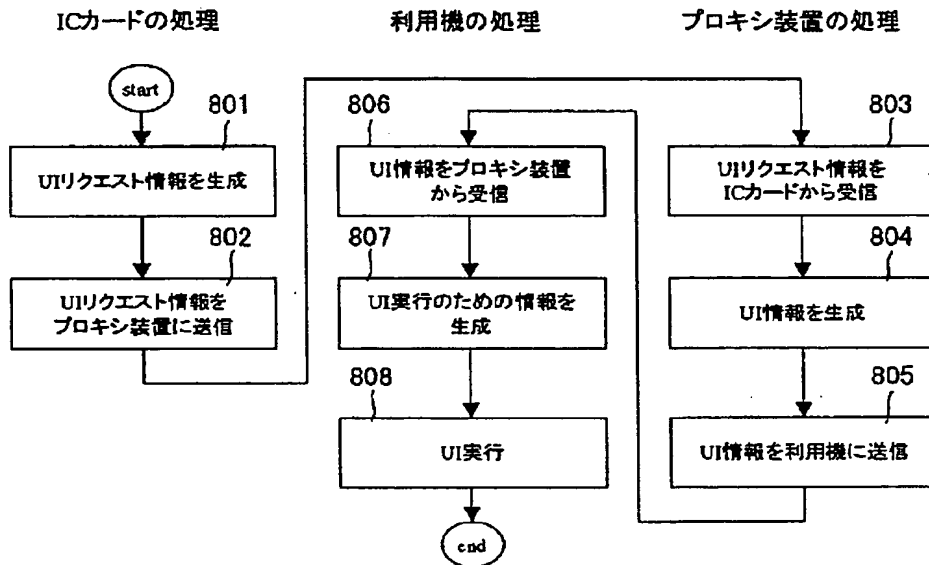 ICカードの処理
利用機の処理
プロキシ装置の処理
start
801
UIリクエスト情報を生成
802
UIリクエスト情報を
プロキシ装置に送信
806
UI情報をプロキシ装置
から受信
807
UI実行のための情報を
生成
808
UI実行
end
803
UIリクエスト情報を
ICカードから受信
804
UI情報を生成
805
UI情報を利用機に送信